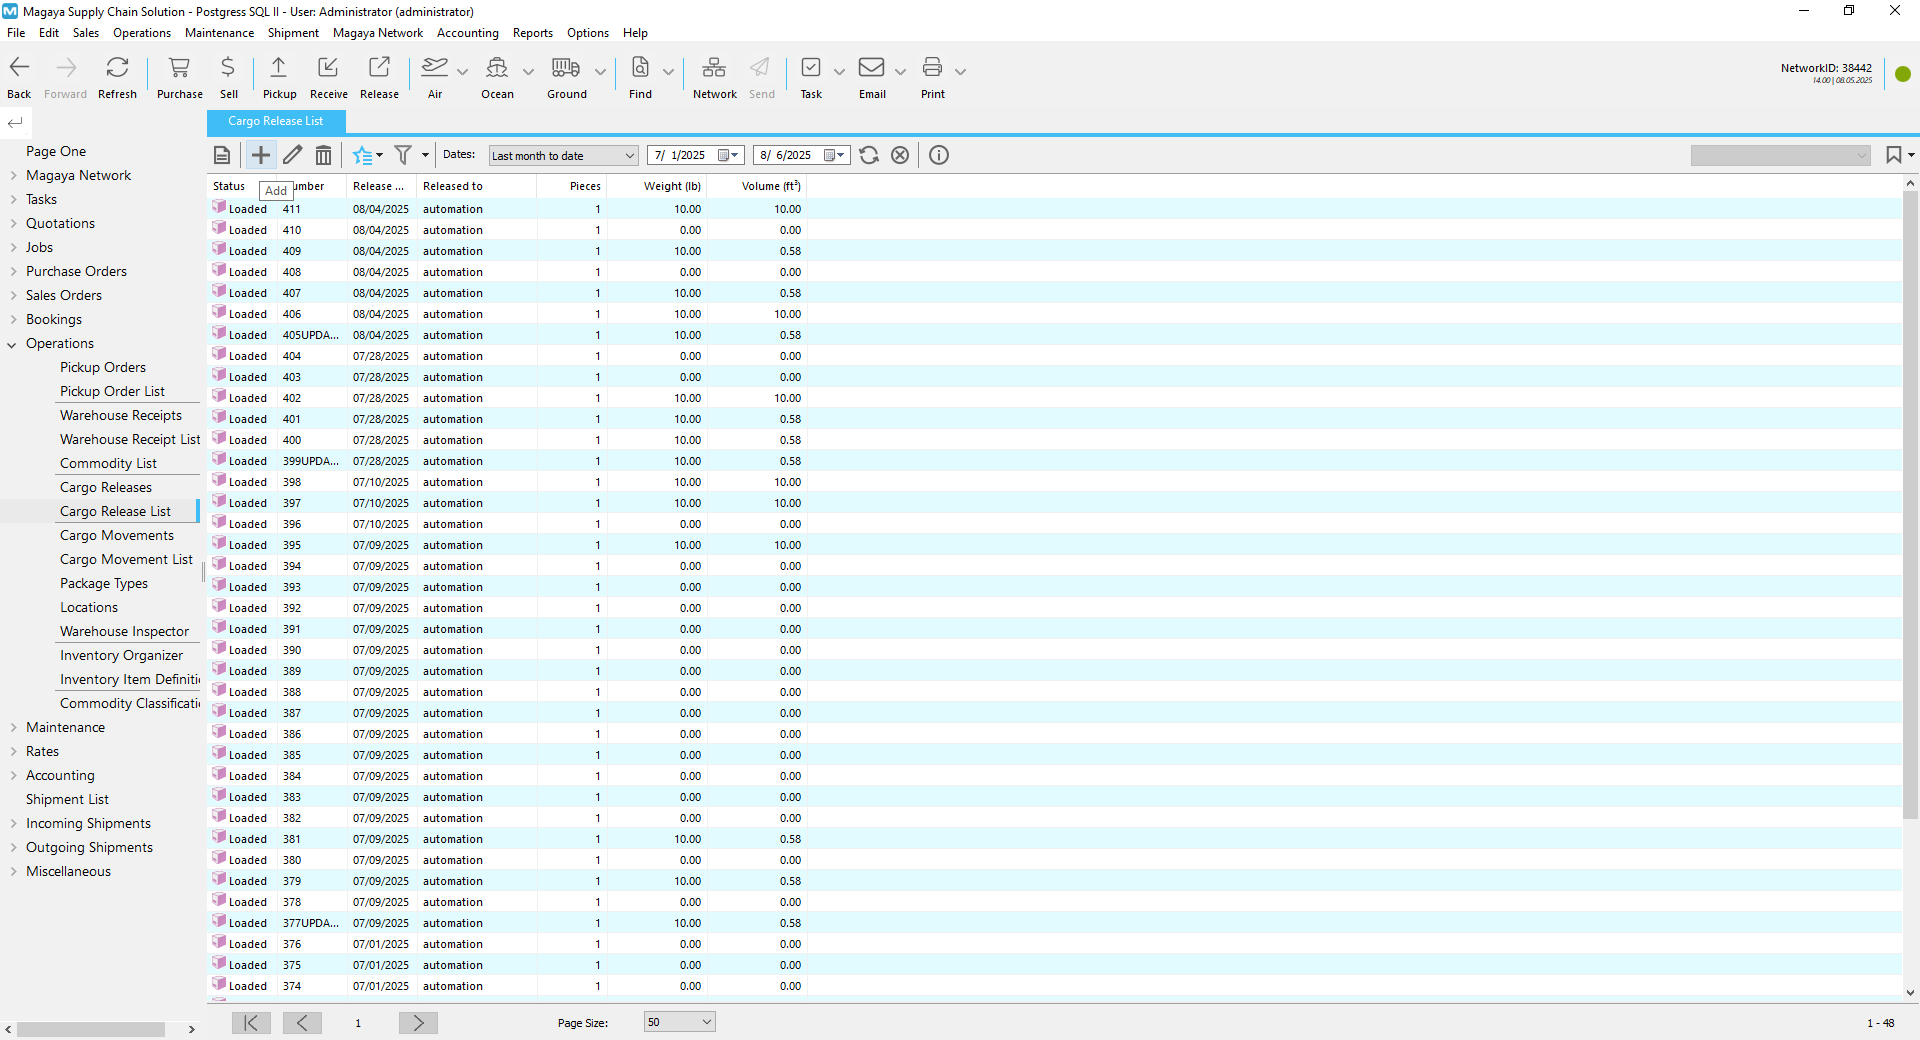 Magaya Supply Chain Solution - Postgress SQL II - User: Administrator (administrator)
File Edit Sales Operations Maintenance Shipment Magaya Network Accounting Reports Options Help
Back Forward Refresh Purchase Sell Pickup Receive Release Air Ocean Ground Find Network Send Task Email Print
NetworkID: 38442
14.00 | 08.05.2025
Page One
Magaya Network
Tasks
Quotations
Jobs
Purchase Orders
Sales Orders
Bookings
Operations
Pickup Orders
Pickup Order List
Warehouse Receipts
Warehouse Receipt List
Commodity List
Cargo Releases
Cargo Release List
Cargo Movements
Cargo Movement List
Package Types
Locations
Warehouse Inspector
Inventory Organizer
Inventory Item Definiti
Commodity Classificati
Maintenance
Rates
Accounting
Shipment List
Incoming Shipments
Outgoing Shipments
Miscellaneous
Cargo Release List
Dates: Last month to date 7/ 1/2025 8/ 6/2025
Status umber Release ... Released to Pieces Weight (lb) Volume (ft³)
Add
Loaded 411 08/04/2025 automation 1 10.00 10.00
Loaded 410 08/04/2025 automation 1 0.00 0.00
Loaded 409 08/04/2025 automation 1 10.00 0.58
Loaded 408 08/04/2025 automation 1 0.00 0.00
Loaded 407 08/04/2025 automation 1 10.00 0.58
Loaded 406 08/04/2025 automation 1 10.00 10.00
Loaded 405UPDA... 08/04/2025 automation 1 10.00 0.58
Loaded 404 07/28/2025 automation 1 0.00 0.00
Loaded 403 07/28/2025 automation 1 0.00 0.00
Loaded 402 07/28/2025 automation 1 10.00 10.00
Loaded 401 07/28/2025 automation 1 10.00 0.58
Loaded 400 07/28/2025 automation 1 10.00 0.58
Loaded 399UPDA... 07/28/2025 automation 1 10.00 0.58
Loaded 398 07/10/2025 automation 1 10.00 10.00
Loaded 397 07/10/2025 automation 1 10.00 10.00
Loaded 396 07/10/2025 automation 1 0.00 0.00
Loaded 395 07/09/2025 automation 1 10.00 10.00
Loaded 394 07/09/2025 automation 1 0.00 0.00
Loaded 393 07/09/2025 automation 1 0.00 0.00
Loaded 392 07/09/2025 automation 1 0.00 0.00
Loaded 391 07/09/2025 automation 1 0.00 0.00
Loaded 390 07/09/2025 automation 1 0.00 0.00
Loaded 389 07/09/2025 automation 1 0.00 0.00
Loaded 388 07/09/2025 automation 1 0.00 0.00
Loaded 387 07/09/2025 automation 1 0.00 0.00
Loaded 386 07/09/2025 automation 1 0.00 0.00
Loaded 385 07/09/2025 automation 1 0.00 0.00
Loaded 384 07/09/2025 automation 1 0.00 0.00
Loaded 383 07/09/2025 automation 1 0.00 0.00
Loaded 382 07/09/2025 automation 1 0.00 0.00
Loaded 381 07/09/2025 automation 1 10.00 0.58
Loaded 380 07/09/2025 automation 1 0.00 0.00
Loaded 379 07/09/2025 automation 1 10.00 0.58
Loaded 378 07/09/2025 automation 1 0.00 0.00
Loaded 377UPDA... 07/09/2025 automation 1 10.00 0.58
Loaded 376 07/01/2025 automation 1 0.00 0.00
Loaded 375 07/01/2025 automation 1 0.00 0.00
Loaded 374 07/01/2025 automation 1 0.00 0.00
1 Page Size: 50 1 - 48